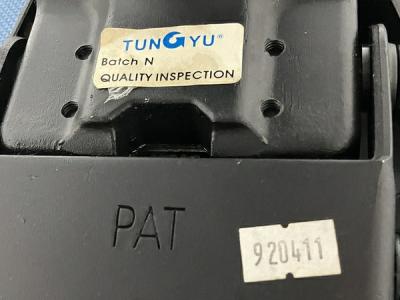 TUNGYU®
Batch N
QUALITY INSPECTION
PAT
920411